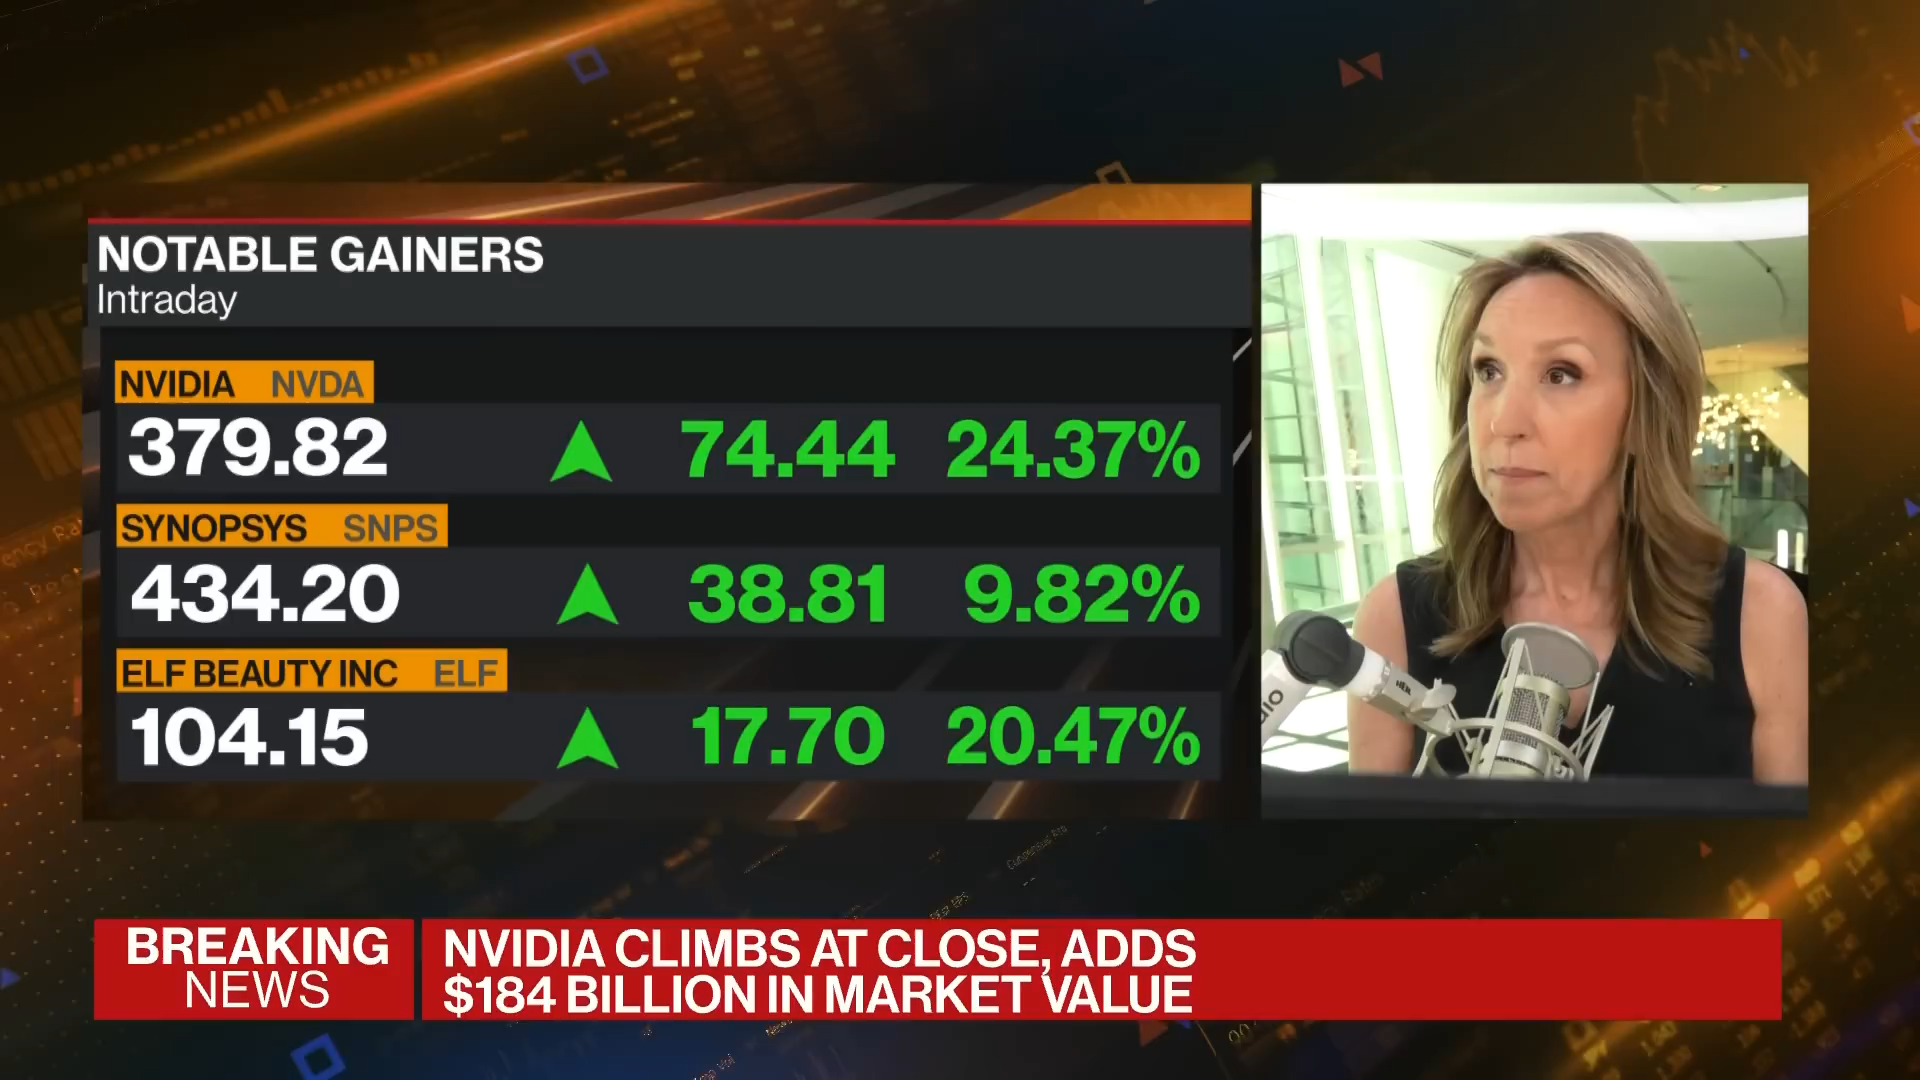 NOTABLE GAINERS
Intraday
NVIDIA NVDA
379.82 74.44 24.37%
SYNOPSYS SNPS
434.20 38.81 9.82%
ELF BEAUTY INC ELF
104.15 17.70 20.47%
BREAKING
NEWS
NVIDIA CLIMBS AT CLOSE, ADDS
$184 BILLION IN MARKET VALUE